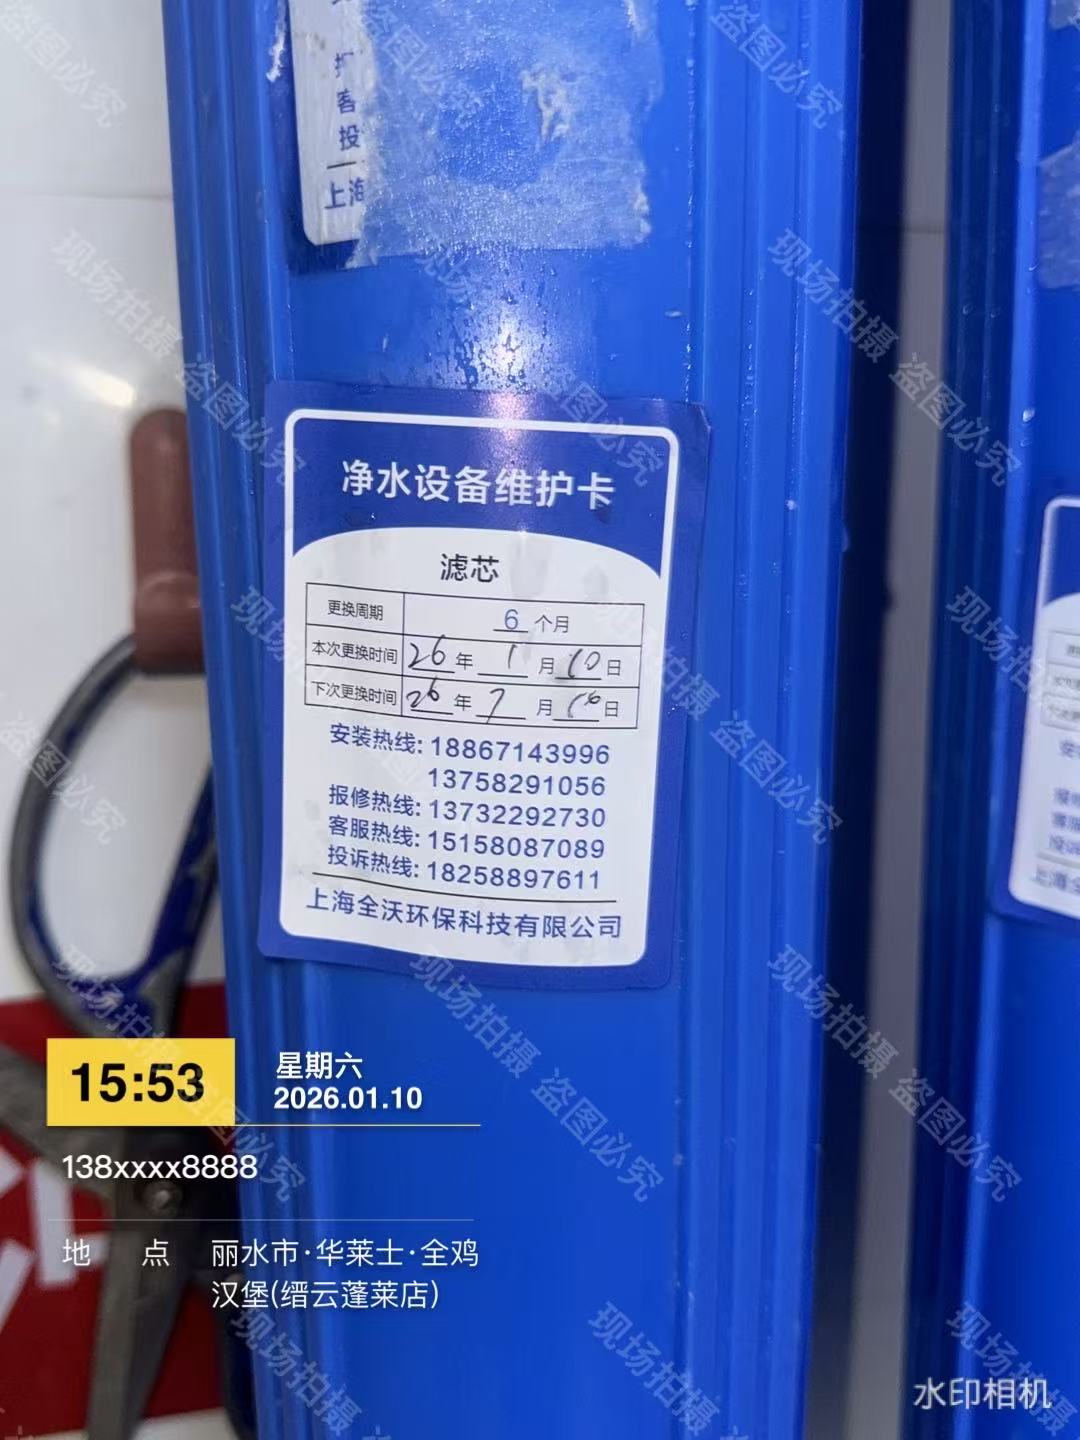 扩
客
投
上海
净水设备维护卡
滤芯
更换周期 6 个月
本次更换时间 26 年 1 月 10 日
下次更换时间 26 年 7 月 10 日
安装热线: 18867143996
13758291056
报修热线: 13732292730
客服热线: 15158087089
投诉热线: 18258897611
上海全沃环保科技有限公司
15:53
星期六
2026.01.10
138xxxx8888
地 点 丽水市·华莱士·全鸡
汉堡(缙云蓬莱店)
水印相机
现场拍摄 盗图必究